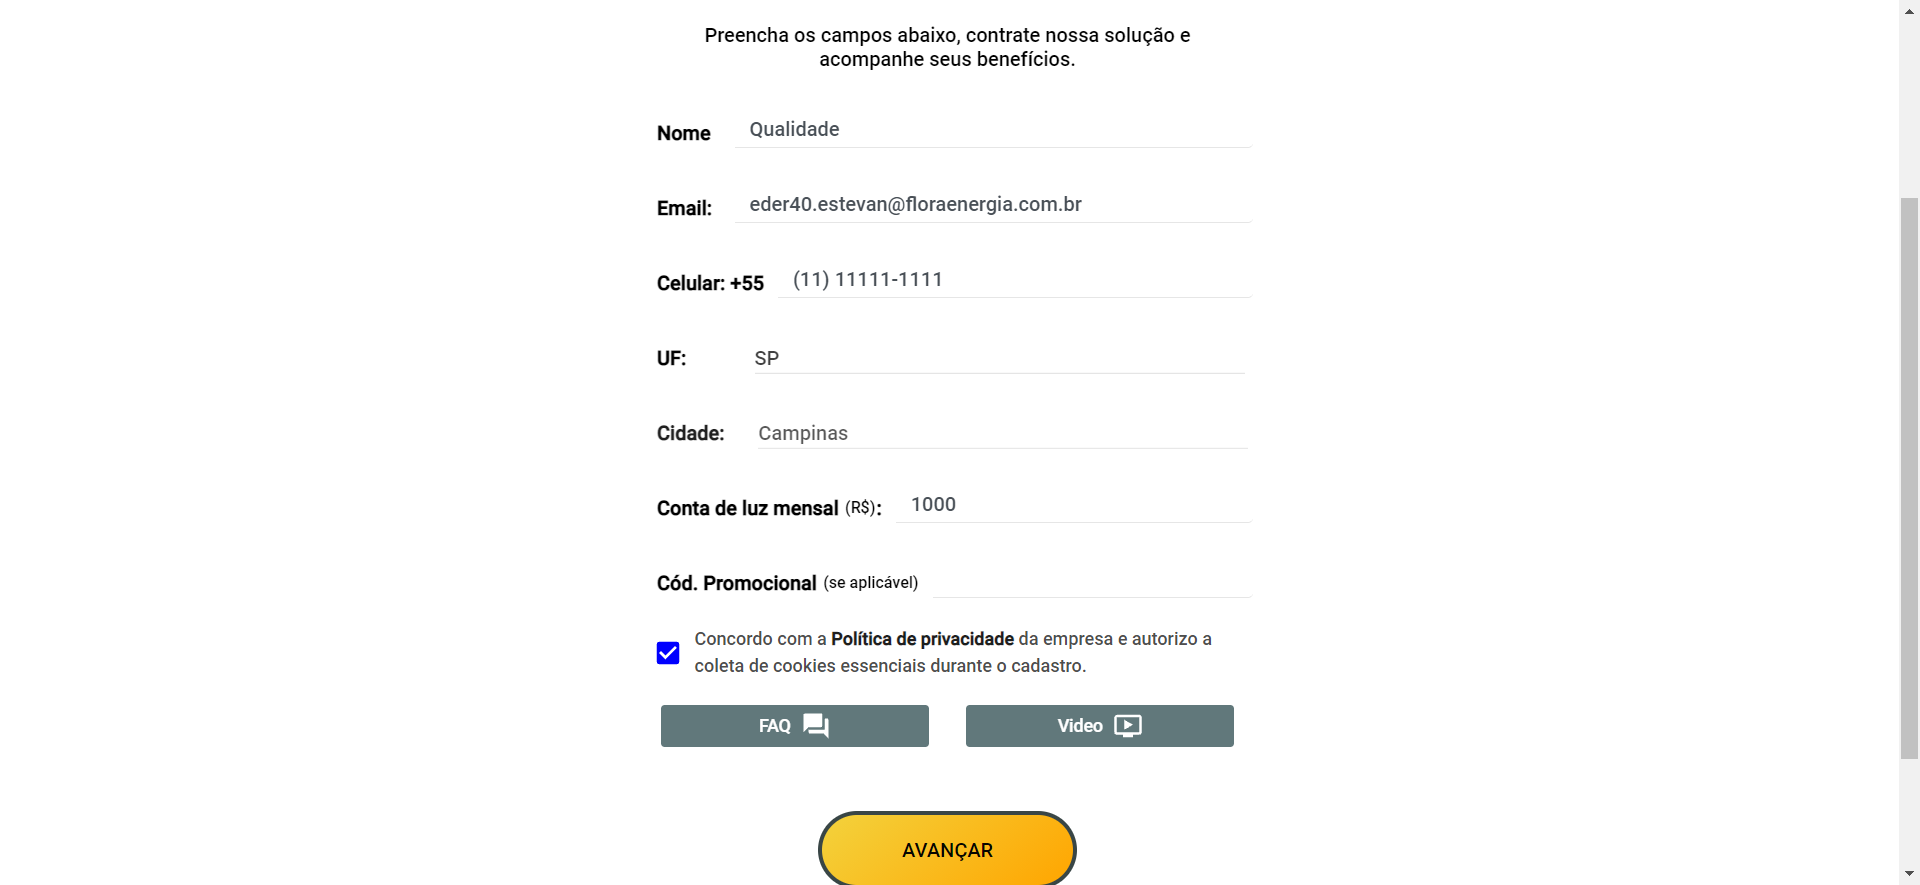 Preencha os campos abaixo, contrate nossa solução e
acompanhe seus benefícios.
Nome Qualidade
Email: eder40.estevan@floraenergia.com.br
Celular: +55 (11) 11111-1111
UF: SP
Cidade: Campinas
Conta de luz mensal (R$): 1000
Cód. Promocional (se aplicável)
Concordo com a Política de privacidade da empresa e autorizo a
coleta de cookies essenciais durante o cadastro.
FAQ Video
AVANÇAR